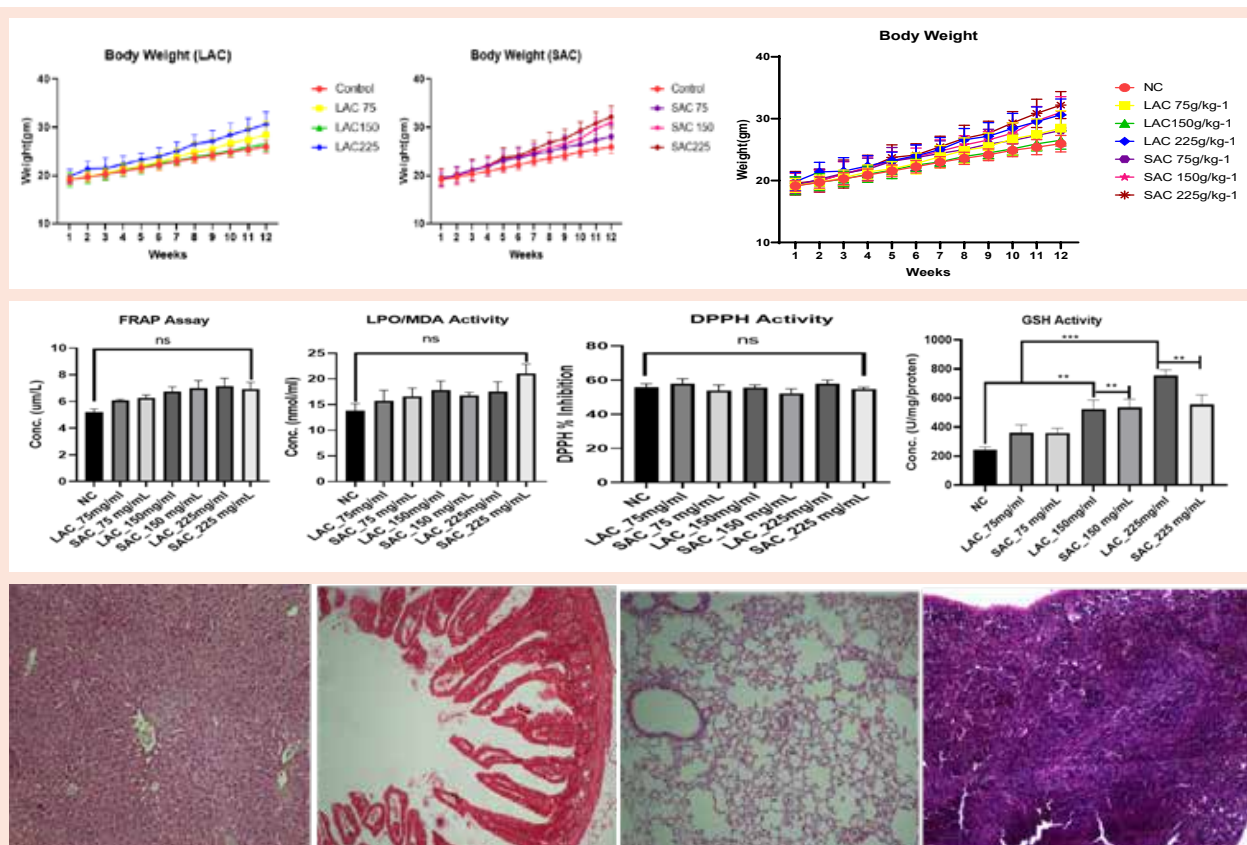 Body Weight (LAC)
40
30
20
10
Weight(gm)
1 2 3 4 5 6 7 8 9 10 11 12
Weeks
Control
LAC 75
LAC150
LAC225
Body Weight (SAC)
40
30
20
10
Weight(gm)
1 2 3 4 5 6 7 8 9 10 11 12
Weeks
Control
SAC 75
SAC 150
SAC225
Body Weight
40
30
20
10
Weight(gm)
1 2 3 4 5 6 7 8 9 10 11 12
Weeks
NC
LAC 75g/kg-1
LAC150g/kg-1
LAC 225g/kg-1
SAC 75g/kg-1
SAC 150g/kg-1
SAC 225g/kg-1
FRAP Assay
ns
10
8
6
4
2
0
Conc. (um/L)
NC
LAC_75mg/ml
SAC_75 mg/mL
LAC_150mg/ml
SAC_150 mg/mL
LAC_225mg/ml
SAC_225 mg/mL
LPO/MDA Activity
ns
25
20
15
10
5
0
Conc. (nmol/ml)
NC
LAC_75mg/ml
SAC_75 mg/mL
LAC_150mg/ml
SAC_150 mg/mL
LAC_225mg/ml
SAC_225 mg/mL
DPPH Activity
ns
80
60
40
20
0
DPPH % Inhibition
NC
LAC_75mg/ml
SAC_75 mg/mL
LAC_150mg/ml
SAC_150 mg/mL
LAC_225mg/ml
SAC_225 mg/mL
GSH Activity
***
**
**
**
1000
800
600
400
200
0
Conc. (U/mg/proten)
NC
LAC_75mg/ml
SAC_75 mg/mL
LAC_150mg/ml
SAC_150 mg/mL
LAC_225mg/ml
SAC_225 mg/mL